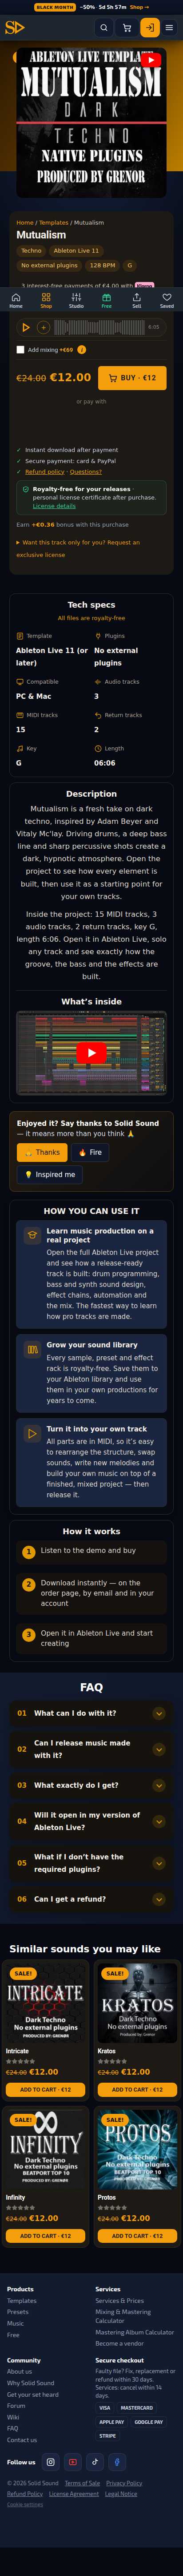 BLACK MONTH −50% · 5d 5h 57m Shop →
ABLETON LIVE TEMPLATE
MUTUALISM
DARK
TECHNO
NATIVE PLUGINS
PRODUCED BY GRENOR
Home / Templates / Mutualism
Mutualism
Techno
Ableton Live 11
No external plugins
128 BPM
G
3 interest-free payments of €4.00 with
Home
Shop
Studio
Free
Sell
Saved
6:05
Add mixing +€69 i
€24.00 €12.00
BUY · €12
or pay with
✓ Instant download after payment
✓ Secure payment: card & PayPal
✓ Refund policy · Questions?
Royalty-free for your releases ·
personal license certificate after purchase.
License details
Earn +€0.36 bonus with this purchase
▸ Want this track only for you? Request an
exclusive license
Tech specs
All files are royalty-free
Template
Ableton Live 11 (or
later)
Plugins
No external
plugins
Compatible
PC & Mac
Audio tracks
3
MIDI tracks
15
Return tracks
2
Key
G
Length
06:06
Description
Mutualism is a fresh take on dark
techno, inspired by Adam Beyer and
Vitaly Mc'lay. Driving drums, a deep bass
line and sharp percussive shots create a
dark, hypnotic atmosphere. Open the
project to see how every element is
built, then use it as a starting point for
your own tracks.
Inside the project: 15 MIDI tracks, 3
audio tracks, 2 return tracks, key G,
length 6:06. Open it in Ableton Live, solo
any track and see exactly how the
groove, the bass and the effects are
built.
What's inside
Enjoyed it? Say thanks to Solid Sound
— it means more than you think 🙏
🙏 Thanks
🔥 Fire
💡 Inspired me
HOW YOU CAN USE IT
Learn music production on a
real project
Open the full Ableton Live project
and see how a release-ready track
is built: drum programming,
bass and synth sound design,
effect chains, automation and
the mix. The fastest way to learn
how pro tracks are made.
Grow your sound library
Every sample, preset and effect
rack is royalty-free. Save them to
your Ableton library and use
them in your own productions for
years to come.
Turn it into your own track
All parts are in MIDI, so it's easy
to rearrange the structure, swap
sounds, write new melodies and
build your own music on top of a
finished, mixed project — then
release it.
How it works
1 Listen to the demo and buy
2 Download instantly — on the
order page, by email and in your
account
3 Open it in Ableton Live and start
creating
FAQ
01 What can I do with it?
02 Can I release music made
with it?
03 What exactly do I get?
04 Will it open in my version of
Ableton Live?
05 What if I don't have the
required plugins?
06 Can I get a refund?
Similar sounds you may like
SALE!
INTRICATE
Dark Techno
No external plugins
PRODUCED BY: GRENOR
Intricate
€24.00 €12.00
ADD TO CART · €12
SALE!
KRATOS
Dark Techno
No external plugins
Produced by: Grenor
Kratos
€24.00 €12.00
ADD TO CART · €12
SALE!
INFINITY
Dark Techno
No external plugins
BEATPORT TOP 10
PRODUCED BY: GRENOR
Infinity
€24.00 €12.00
ADD TO CART · €12
SALE!
PROTOS
Dark Techno
No external plugins
BEATPORT TOP 10
PRODUCED BY: GRENOR
Protos
€24.00 €12.00
ADD TO CART · €12
Products
Templates
Presets
Music
Free
Services
Services & Prices
Mixing & Mastering
Calculator
Mastering Album Calculator
Become a vendor
Community
About us
Why Solid Sound
Get your set heard
Forum
Wiki
FAQ
Contact us
Secure checkout
Faulty file? Fix, replacement or
refund within 30 days.
Services: cancel within 14
days.
VISA
MASTERCARD
APPLE PAY
GOOGLE PAY
STRIPE
Follow us
© 2026 Solid Sound Terms of Sale Privacy Policy
Refund Policy License Agreement Legal Notice
Cookie settings